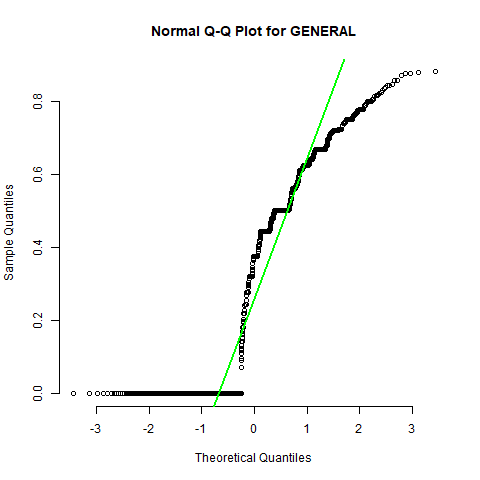 Normal Q-Q Plot for GENERAL
Sample Quantiles
0.8
0.6
0.4
0.2
0.0
-3 -2 -1 0 1 2 3
Theoretical Quantiles